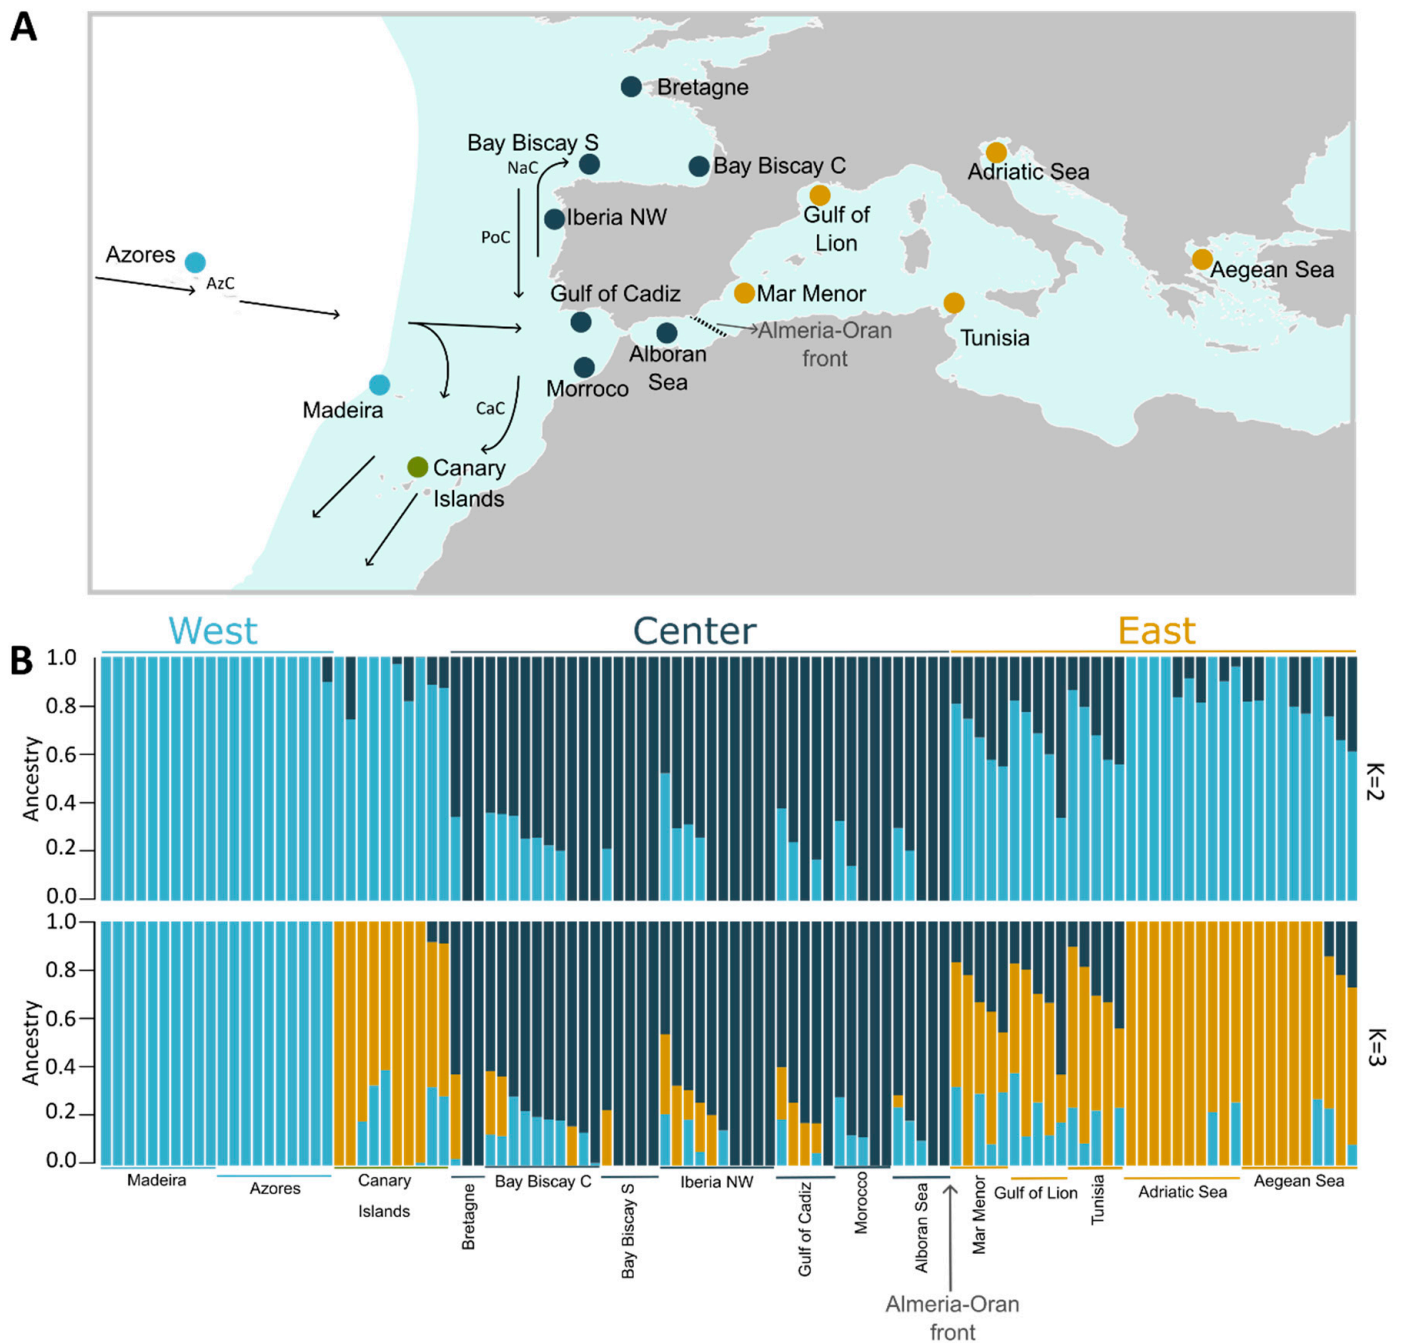 A
Bretagne
Bay Biscay S
NaC
Bay Biscay C
Adriatic Sea
Iberia NW
Gulf of
Lion
PoC
Azores
AzC
Aegean Sea
Gulf of Cadiz
Mar Menor
Almeria-Oran
front
Tunisia
Alboran
Sea
Morroco
Madeira
CaC
Canary
Islands
West
Center
East
B
1.0
0.8
0.6
0.4
0.2
0.0
Ancestry
K=2
1.0
0.8
0.6
0.4
0.2
0.0
Ancestry
K=3
Madeira
Azores
Canary
Islands
Bretagne
Bay Biscay C
Bay Biscay S
Iberia NW
Gulf of Cadiz
Morocco
Alboran Sea
Mar Menor
Gulf of Lion
Tunisia
Adriatic Sea
Aegean Sea
Almeria-Oran
front